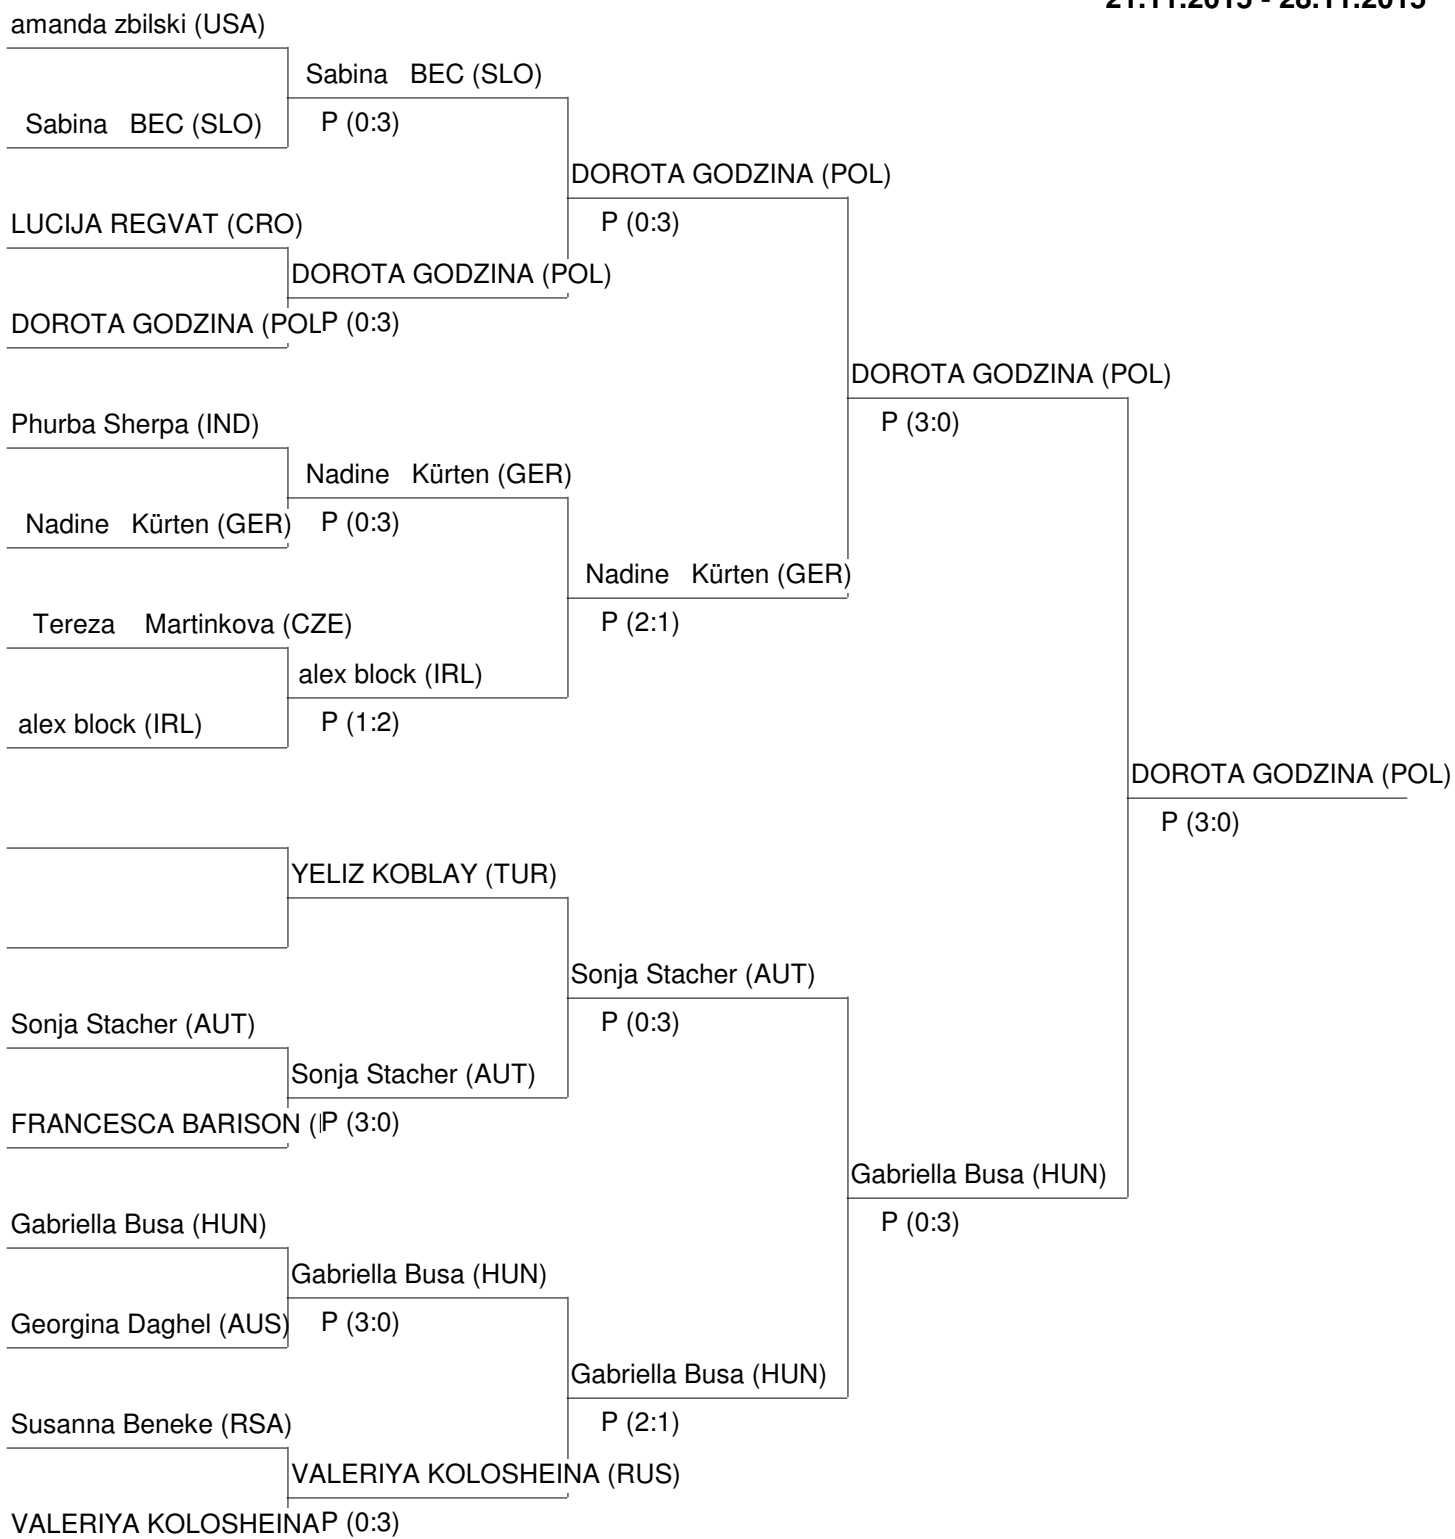 amanda zbilski (USA)
Sabina BEC (SLO)
Sabina BEC (SLO) P (0:3)
DOROTA GODZINA (POL)
LUCIJA REGVAT (CRO) P (0:3)
DOROTA GODZINA (POL)
DOROTA GODZINA (POL P (0:3)
DOROTA GODZINA (POL)
Phurba Sherpa (IND) P (3:0)
Nadine Kürten (GER)
Nadine Kürten (GER) P (0:3)
Nadine Kürten (GER)
Tereza Martinkova (CZE) P (2:1)
alex block (IRL)
alex block (IRL) P (1:2)
DOROTA GODZINA (POL)
P (3:0)
YELIZ KOBLAY (TUR)
Sonja Stacher (AUT)
Sonja Stacher (AUT) P (0:3)
Sonja Stacher (AUT)
FRANCESCA BARISON ( P (3:0)
Gabriella Busa (HUN)
Gabriella Busa (HUN) P (0:3)
Gabriella Busa (HUN)
Georgina Daghel (AUS) P (3:0)
Gabriella Busa (HUN)
Susanna Beneke (RSA) P (2:1)
VALERIYA KOLOSHEINA (RUS)
VALERIYA KOLOSHEINA P (0:3)